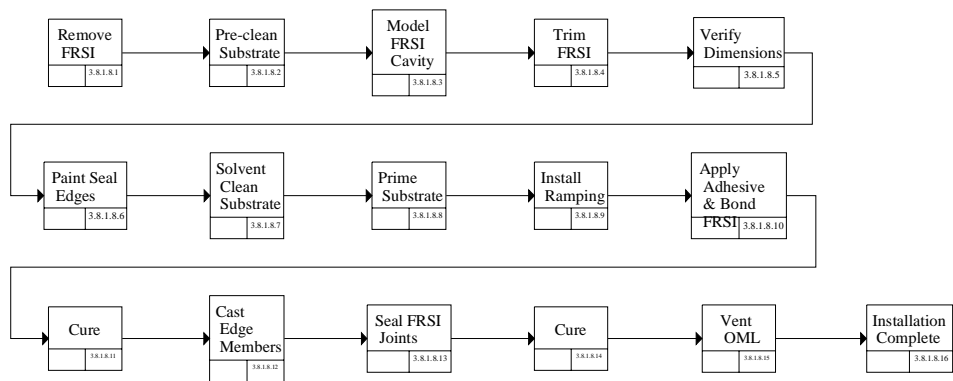 Remove
FRSI
3.8.1.8.1
Pre-clean
Substrate
3.8.1.8.2
Model
FRSI
Cavity
3.8.1.8.3
Trim
FRSI
3.8.1.8.4
Verify
Dimensions
3.8.1.8.5
Paint Seal
Edges
3.8.1.8.6
Solvent
Clean
Substrate
3.8.1.8.7
Prime
Substrate
3.8.1.8.8
Install
Ramping
3.8.1.8.9
Apply
Adhesive
& Bond
FRSI
3.8.1.8.10
Cure
3.8.1.8.11
Cast
Edge
Members
3.8.1.8.12
Seal FRSI
Joints
3.8.1.8.13
Cure
3.8.1.8.14
Vent
OML
3.8.1.8.15
Installation
Complete
3.8.1.8.16